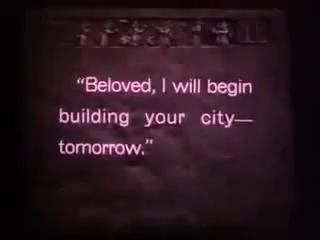 “Beloved, I will begin
building your city—
tomorrow.”